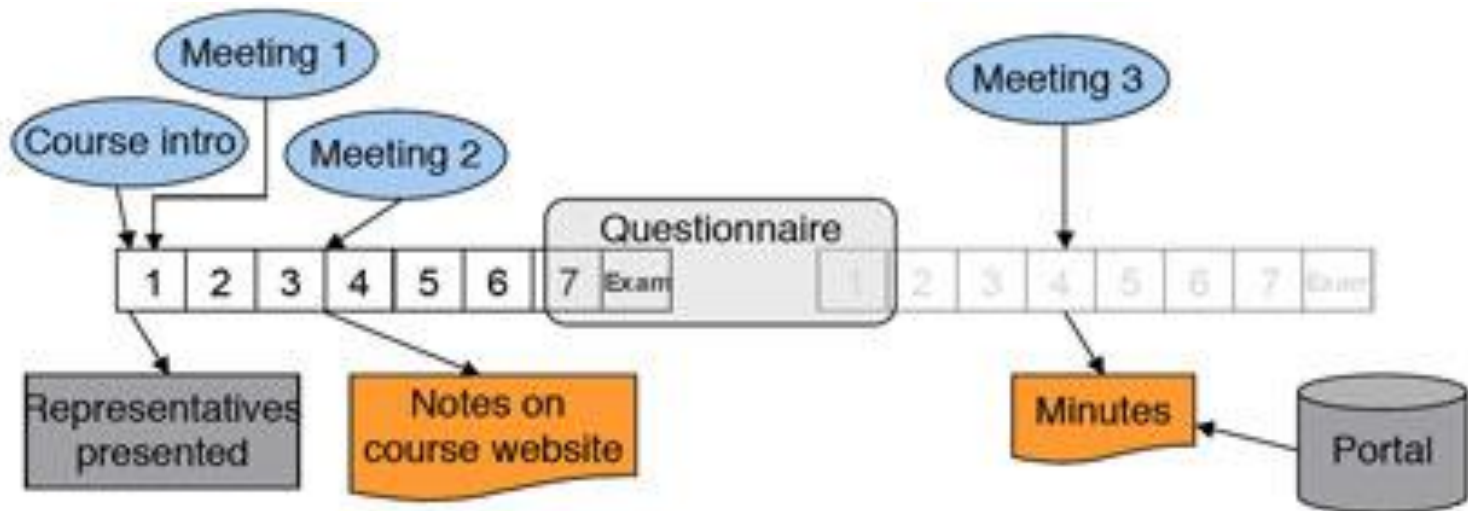 Meeting 1
Meeting 3
Course intro
Meeting 2
Questionnaire
1 2 3 4 5 6 7 Exam 1 2 3 4 5 6 7 Exam
Representatives
presented
Notes on
course website
Minutes
Portal